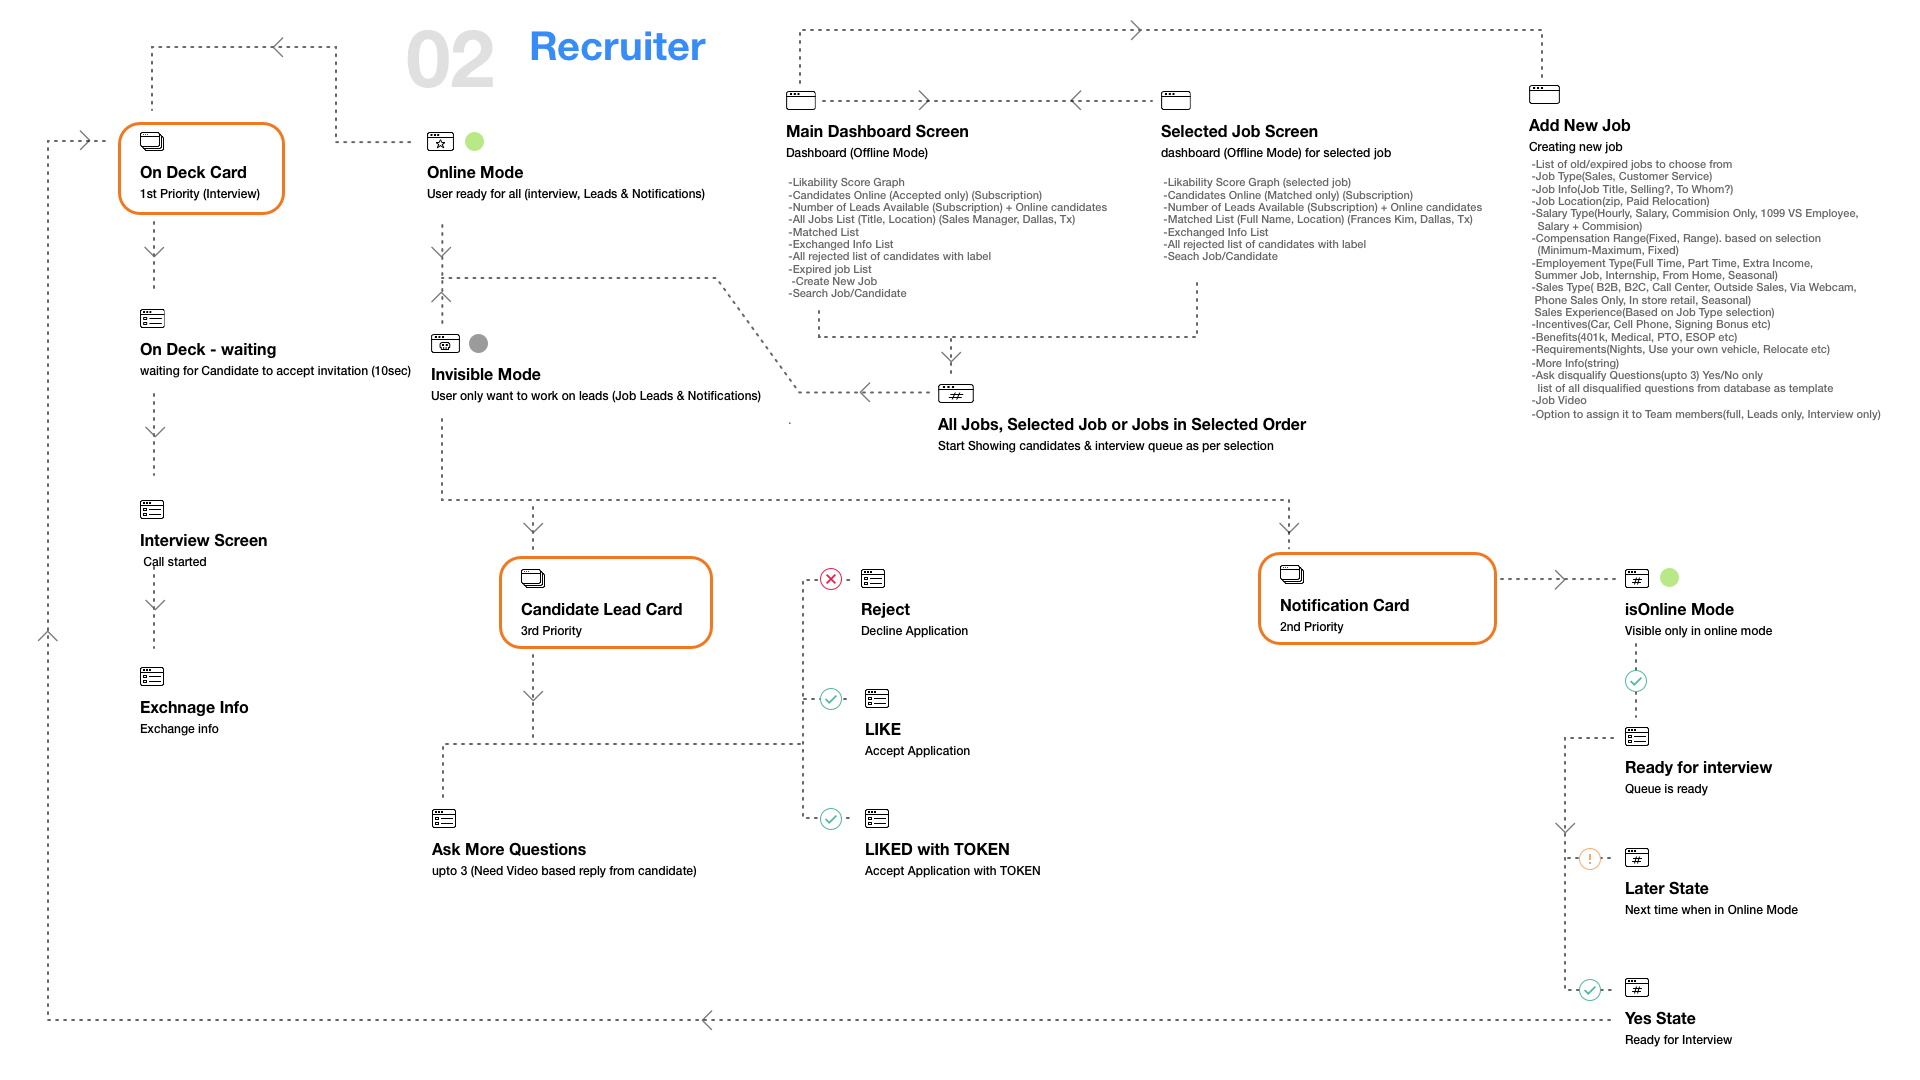 02
Recruiter
On Deck Card
1st Priority (Interview)
On Deck - waiting
waiting for Candidate to accept invitation (10sec)
Interview Screen
Call started
Exchnage Info
Exchange info
Online Mode
User ready for all (interview, Leads & Notifications)
Invisible Mode
User only want to work on leads (Job Leads & Notifications)
Main Dashboard Screen
Dashboard (Offline Mode)
-Likability Score Graph
-Candidates Online (Accepted only) (Subscription)
-Number of Leads Available (Subscription) + Online candidates
-All Jobs List (Title, Location) (Sales Manager, Dallas, Tx)
-Matched List
-Exchanged Info List
-All rejected list of candidates with label
-Expired job List
-Create New Job
-Search Job/Candidate
Selected Job Screen
dashboard (Offline Mode) for selected job
-Likability Score Graph (selected job)
-Candidates Online (Matched only) (Subscription)
-Number of Leads Available (Subscription) + Online candidates
-Matched List (Full Name, Location) (Frances Kim, Dallas, Tx)
-Exchanged Info List
-All rejected list of candidates with label
-Seach Job/Candidate
Add New Job
Creating new job
-List of old/expired jobs to choose from
-Job Type(Sales, Customer Service)
-Job Info(Job Title, Selling?, To Whom?)
-Job Location(zip, Paid Relocation)
-Salary Type(Hourly, Salary, Commision Only, 1099 VS Employee,
Salary + Commision)
-Compensation Range(Fixed, Range). based on selection
(Minimum-Maximum, Fixed)
-Employement Type(Full Time, Part Time, Extra Income,
Summer Job, Internship, From Home, Seasonal)
-Sales Type( B2B, B2C, Call Center, Outside Sales, Via Webcam,
Phone Sales Only, In store retail, Seasonal)
Sales Experience(Based on Job Type selection)
-Incentives(Car, Cell Phone, Signing Bonus etc)
-Benefits(401k, Medical, PTO, ESOP etc)
-Requirements(Nights, Use your own vehicle, Relocate etc)
-More Info(string)
-Ask disqualify Questions(upto 3) Yes/No only
list of all disqualified questions from database as template
-Job Video
-Option to assign it to Team members(full, Leads only, Interview only)
#
All Jobs, Selected Job or Jobs in Selected Order
Start Showing candidates & interview queue as per selection
Candidate Lead Card
3rd Priority
Ask More Questions
upto 3 (Need Video based reply from candidate)
Reject
Decline Application
LIKE
Accept Application
LIKED with TOKEN
Accept Application with TOKEN
Notification Card
2nd Priority
#
isOnline Mode
Visible only in online mode
Ready for interview
Queue is ready
! #
Later State
Next time when in Online Mode
#
Yes State
Ready for Interview